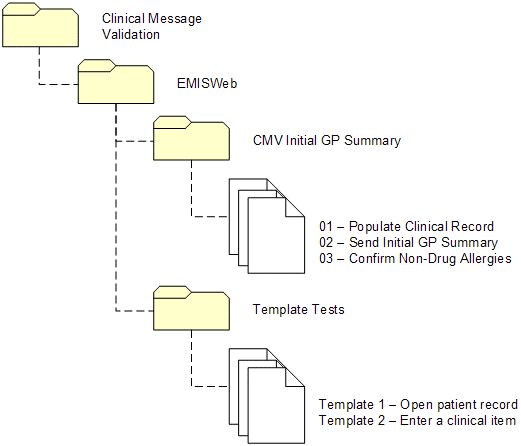 Clinical Message
Validation
EMISWeb
CMV Initial GP Summary
01 – Populate Clinical Record
02 – Send Initial GP Summary
03 – Confirm Non-Drug Allergies
Template Tests
Template 1 – Open patient record
Template 2 – Enter a clinical item